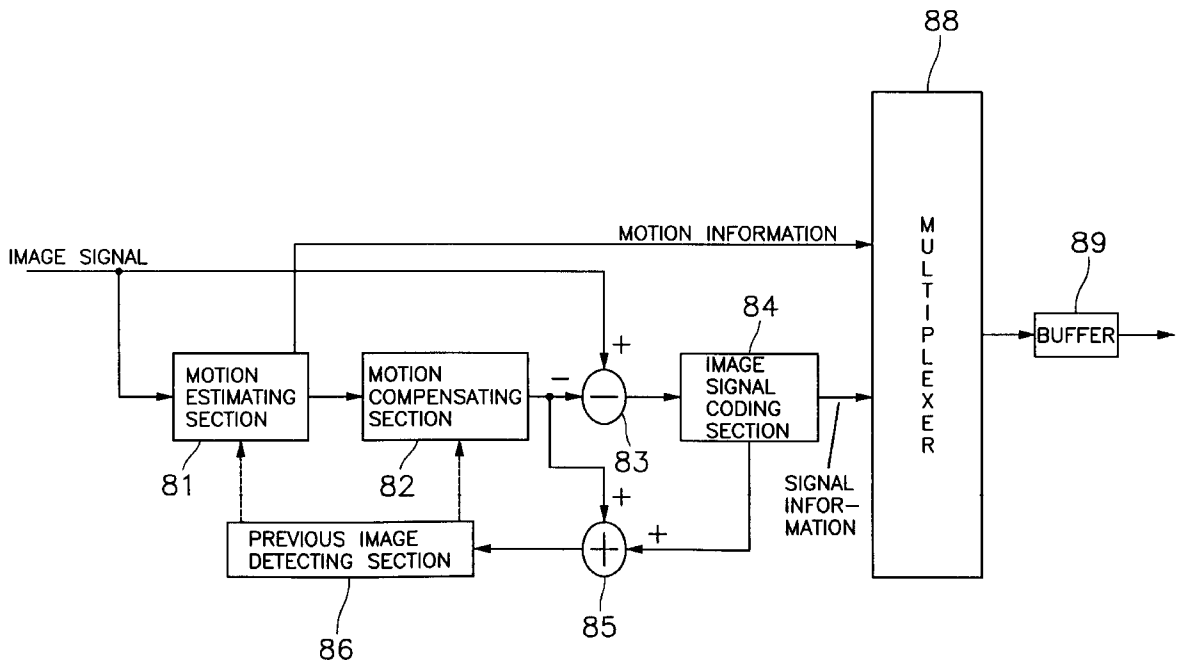 88
MULTIPLEXER
MOTION INFORMATION
IMAGE SIGNAL
89
BUFFER
84
+
MOTION
ESTIMATING
SECTION
MOTION
COMPENSATING
SECTION
−
−
IMAGE
SIGNAL
CODING
SECTION
81
82
83
SIGNAL
INFOR-
MATION
+
+
+
PREVIOUS IMAGE
DETECTING SECTION
85
86